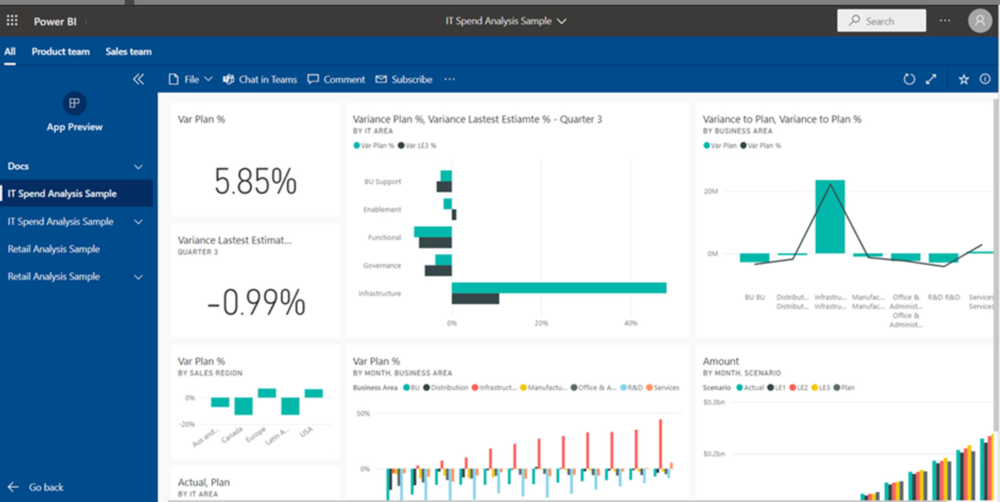 Power BI
IT Spend Analysis Sample
Search
All
Product team
Sales team
File
Chat in Teams
Comment
Subscribe
App Preview
Docs
IT Spend Analysis Sample
IT Spend Analysis Sample
Retail Analysis Sample
Retail Analysis Sample
Go back
Var Plan %
5.85%
Variance Lastest Estimat...
QUARTER 3
-0.99%
Variance Plan %, Variance Lastest Estiamte % - Quarter 3
BY IT AREA
Var Plan % Var LE3 %
BU Support
Enablement
Functional
Governance
Infrastructure
0% 20% 40%
Variance to Plan, Variance to Plan %
BY BUSINESS AREA
Var Plan Var Plan %
20M
0M
BU BU Distribut... Infrastru... Manufac... Office & R&D R&D Services
Distribut... Infrastru... Manufac... Administ... Services
Office &
Administ...
Var Plan %
BY SALES REGION
0%
-20%
Aus and... Canada Europe Latin A... USA
Var Plan %
BY MONTH, BUSINESS AREA
Business Area BU Distribution Infrastruct... Manufactu... Office & A... R&D Services
50%
0%
Amount
BY MONTH, SCENARIO
Scenario Actual LE1 LE2 LE3 Plan
$0.3bn
$0.2bn
Actual, Plan
BY IT AREA